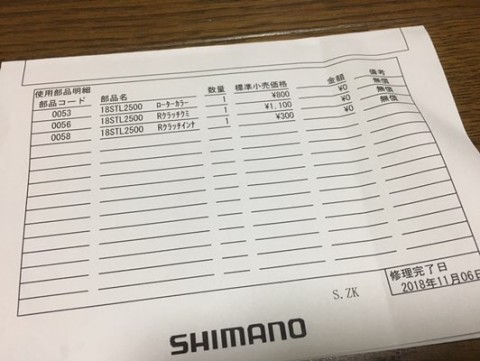 使用部品明細
部品コード 部品名 数量 標準小売価格 金額 備考
0053 18STL2500 ローターカラー 1 ¥800 ¥0 無償
0056 18STL2500 Rクラッチクミ 1 ¥1,100 ¥0 無償
0058 18STL2500 Rクラッチインナ 1 ¥300 ¥0 無償
修理完了日
2018年11月06日
S.ZK
SHIMANO